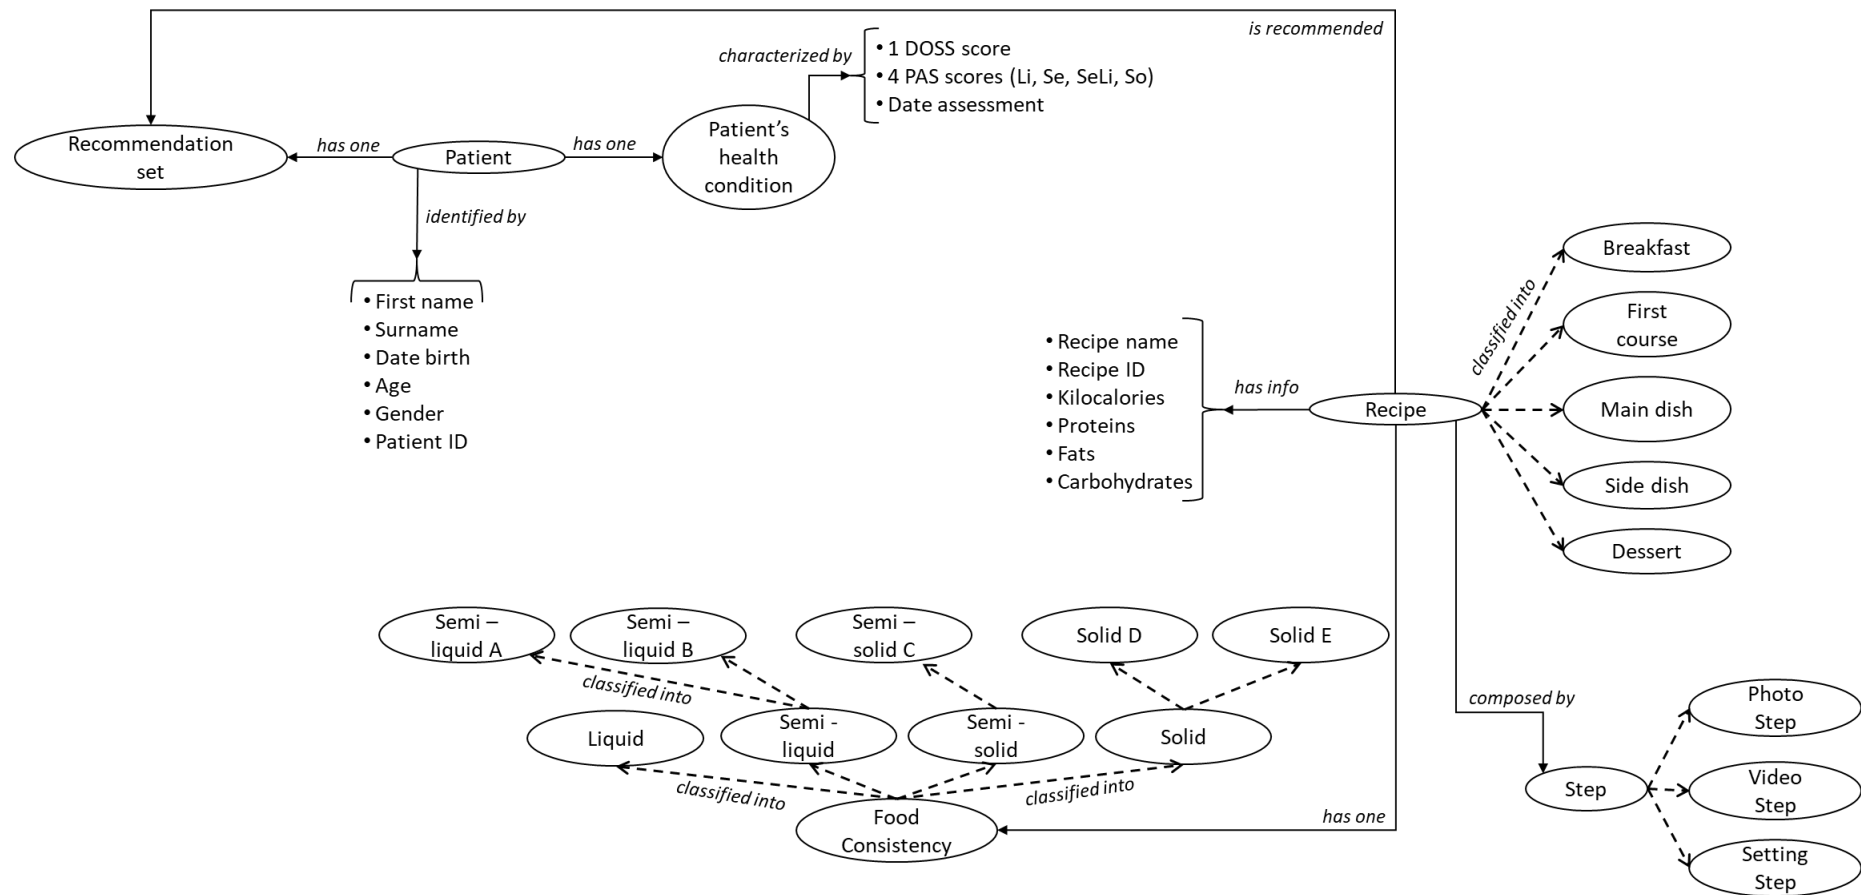 is recommended
characterized by
• 1 DOSS score
• 4 PAS scores (Li, Se, SeLi, So)
• Date assessment
Recommendation
set
has one
Patient
has one
Patient’s
health
condition
identified by
• First name
• Surname
• Date birth
• Age
• Gender
• Patient ID
• Recipe name
• Recipe ID
• Kilocalories
• Proteins
• Fats
• Carbohydrates
has info
Recipe
classified into
Breakfast
First
course
Main dish
Side dish
Dessert
Semi –
liquid A
Semi –
liquid B
Semi –
solid C
Solid D
Solid E
classified into
Liquid
Semi -
liquid
Semi -
solid
Solid
classified into
classified into
Food
Consistency
has one
composed by
Step
Photo
Step
Video
Step
Setting
Step